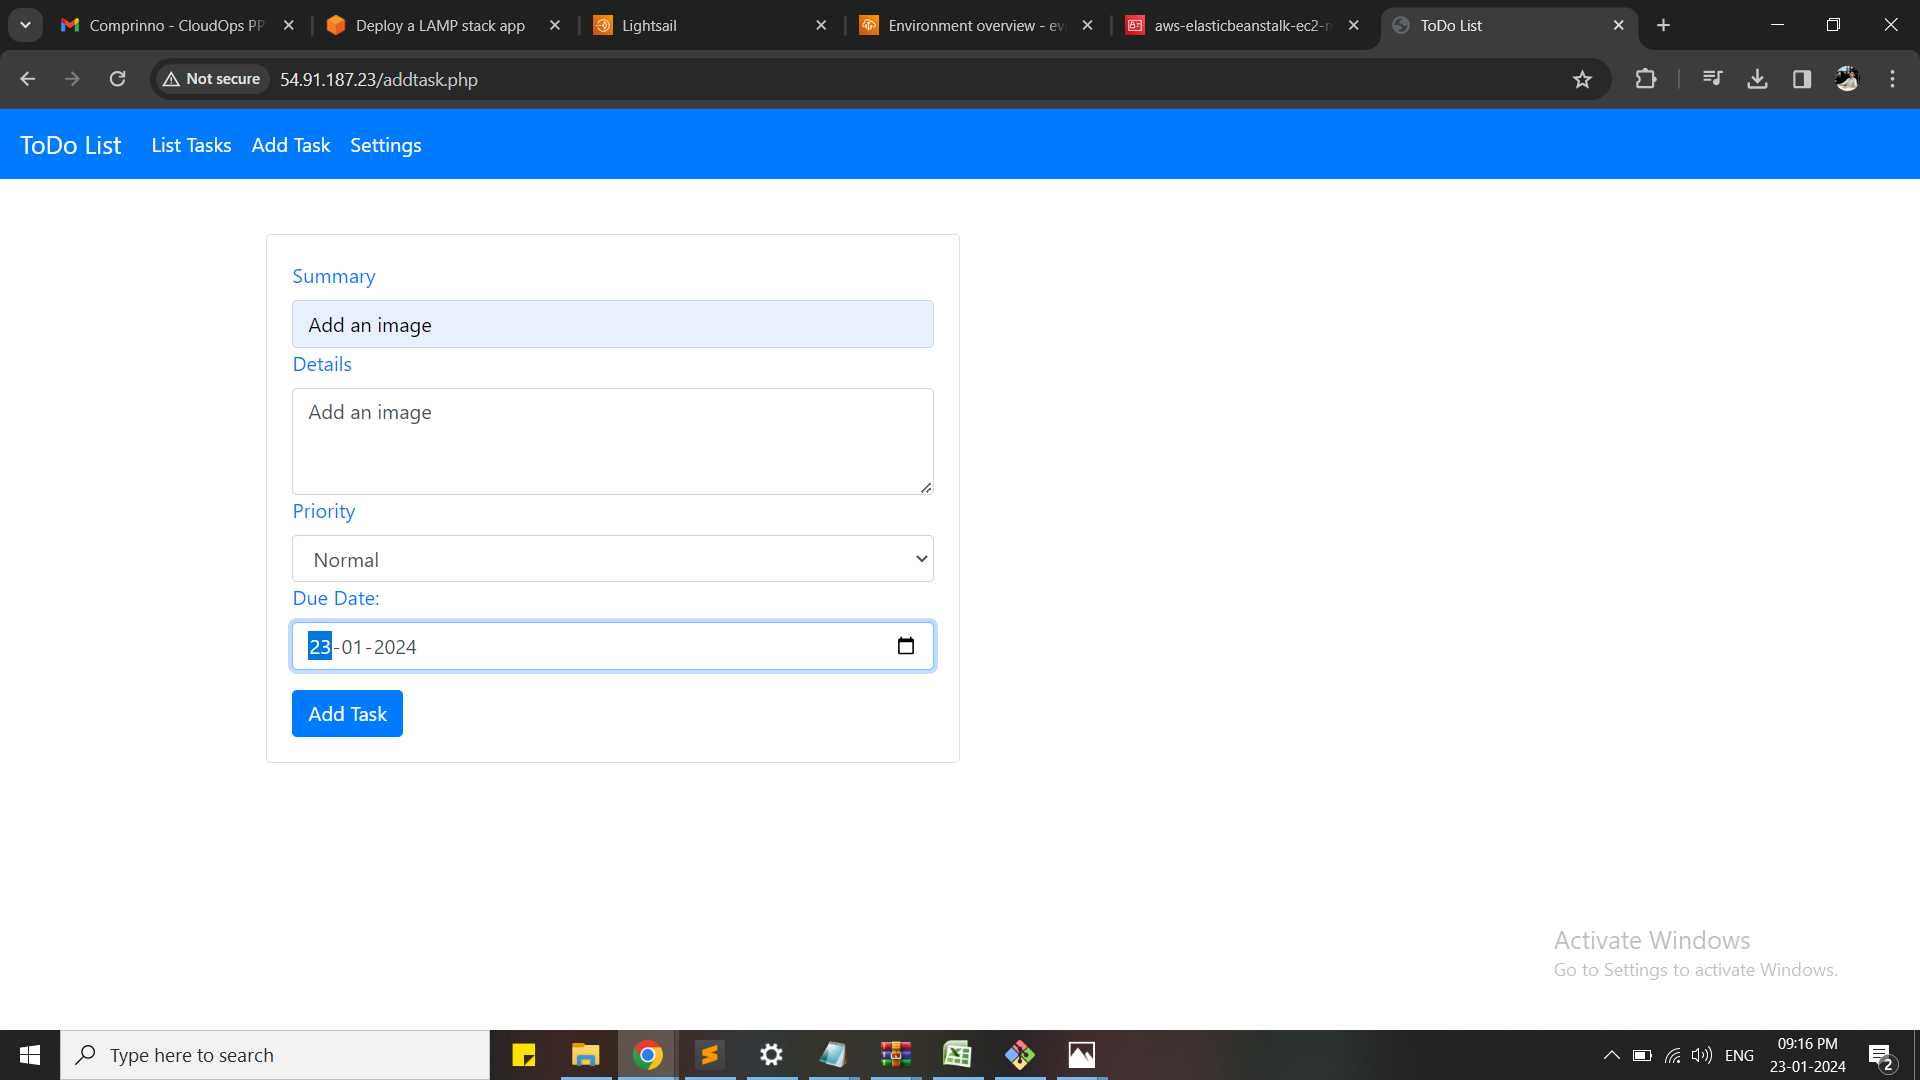 Comprinno - CloudOps PP
Deploy a LAMP stack app
Lightsail
Environment overview - ev
aws-elasticbeanstalk-ec2-r
ToDo List
Not secure
54.91.187.23/addtask.php
ToDo List
List Tasks
Add Task
Settings
Summary
Add an image
Details
Add an image
Priority
Normal
Due Date:
23-01-2024
Add Task
Activate Windows
Go to Settings to activate Windows.
Type here to search
ENG
09:16 PM
23-01-2024
2